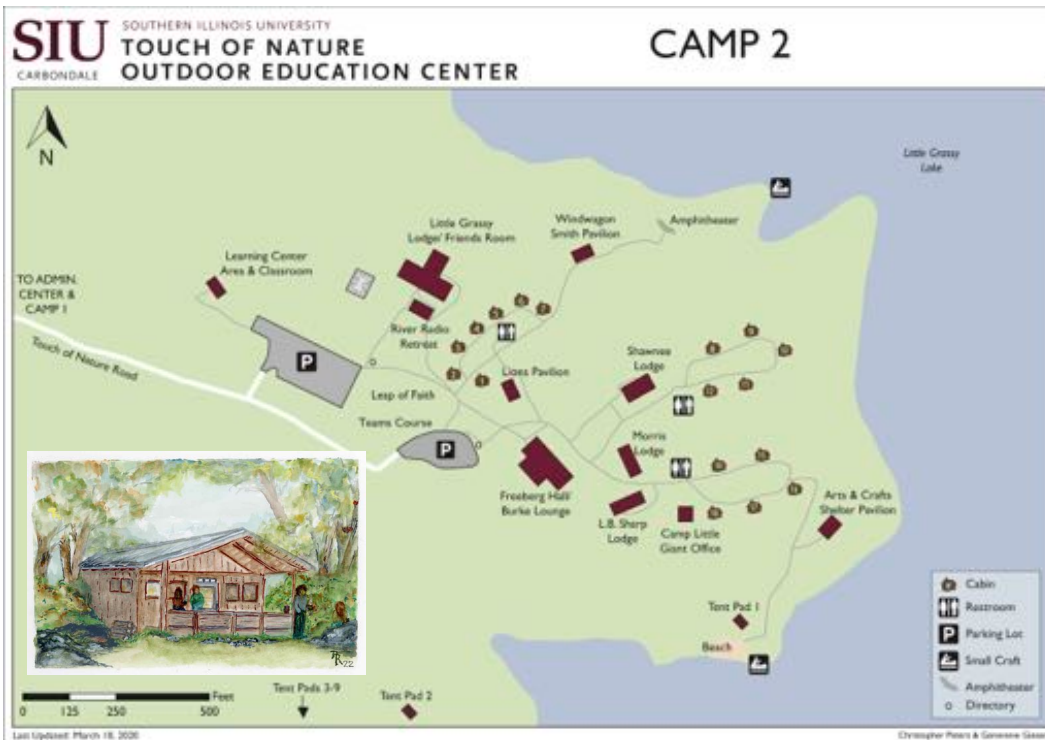 SIU
CARBONDALE
SOUTHERN ILLINOIS UNIVERSITY
TOUCH OF NATURE
OUTDOOR EDUCATION CENTER
CAMP 2
N
Little Grassy
Lake
Amphitheater
Windwagon
Smith Pavilion
Little Grassy
Lodge/ Friends Room
Learning Center
Area & Classroom
TO ADMIN.
CENTER &
CAMP 1
Touch of Nature Road
River Radio
Retreat
P
Leap of Faith
Lions Pavilion
Shawnee
Lodge
Teams Course
P
Morris
Lodge
Freeberg Hall/
Burke Lounge
L.B. Sharp
Lodge
Camp Little
Giant Office
Arts & Crafts
Shelter Pavilion
Tent Pad 1
Beach
Tent Pads 3-9
Tent Pad 2
22
Feet
0 125 250 500
Cabin
Restroom
P Parking Lot
Small Craft
Amphitheater
Directory
Last Updated: March 18, 2020
Christopher Peters &